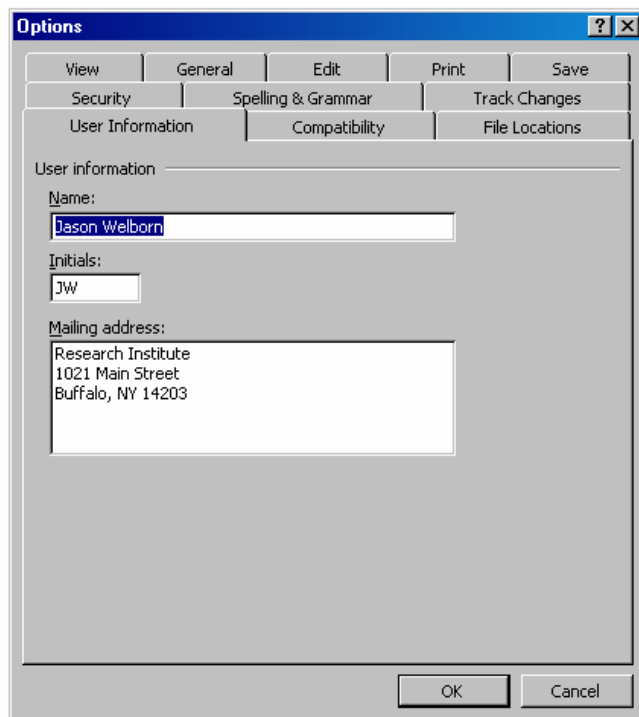 Options
View General Edit Print Save
Security Spelling & Grammar Track Changes
User Information Compatibility File Locations
User information
Name:
Jason Welborn
Initials:
JW
Mailing address:
Research Institute
1021 Main Street
Buffalo, NY 14203
OK Cancel